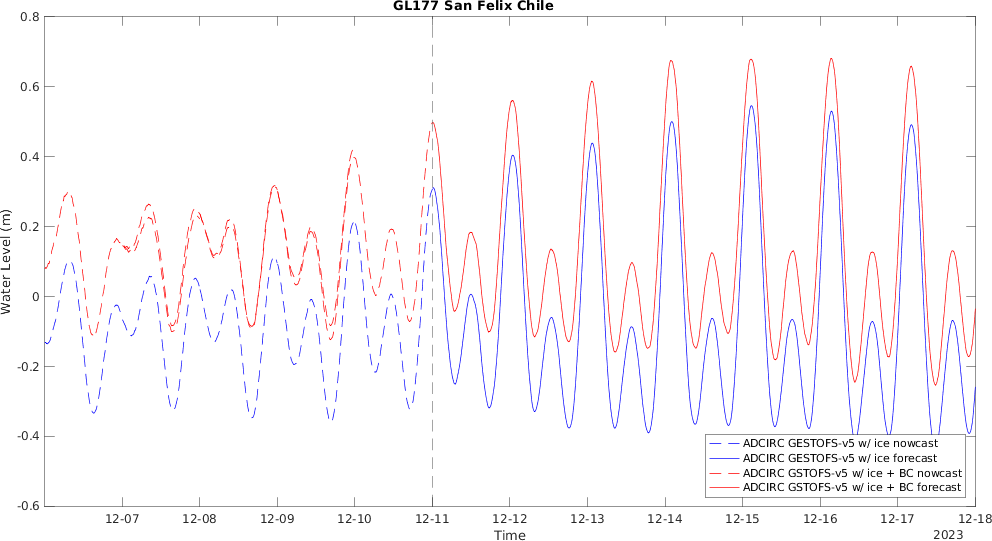 GL177 San Felix Chile
0.8
0.6
0.4
0.2
0
-0.2
-0.4
-0.6
Water Level (m)
12-07 12-08 12-09 12-10 12-11 12-12 12-13 12-14 12-15 12-16 12-17 12-18
Time
2023
ADCIRC GESTOFS-v5 w/ ice nowcast
ADCIRC GESTOFS-v5 w/ ice forecast
ADCIRC GSTOFS-v5 w/ ice + BC nowcast
ADCIRC GSTOFS-v5 w/ ice + BC forecast